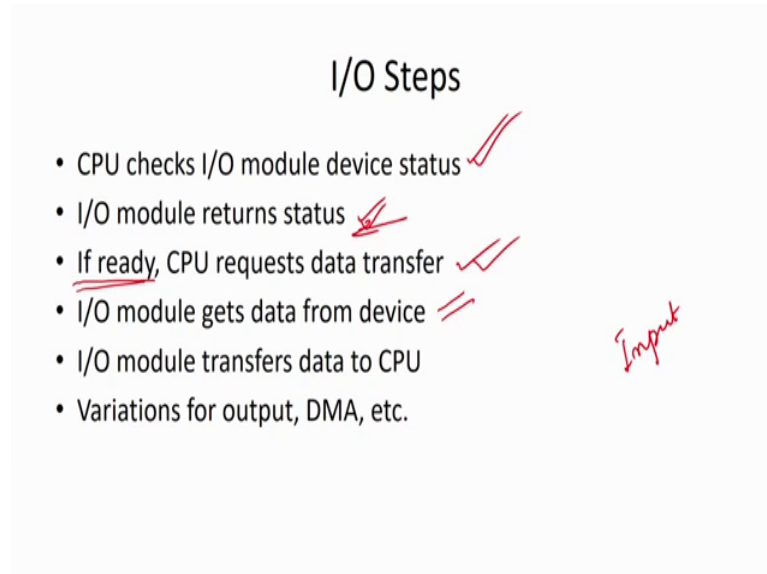 I/O Steps
• CPU checks I/O module device status
• I/O module returns status
• If ready, CPU requests data transfer
• I/O module gets data from device
Input
• I/O module transfers data to CPU
• Variations for output, DMA, etc.